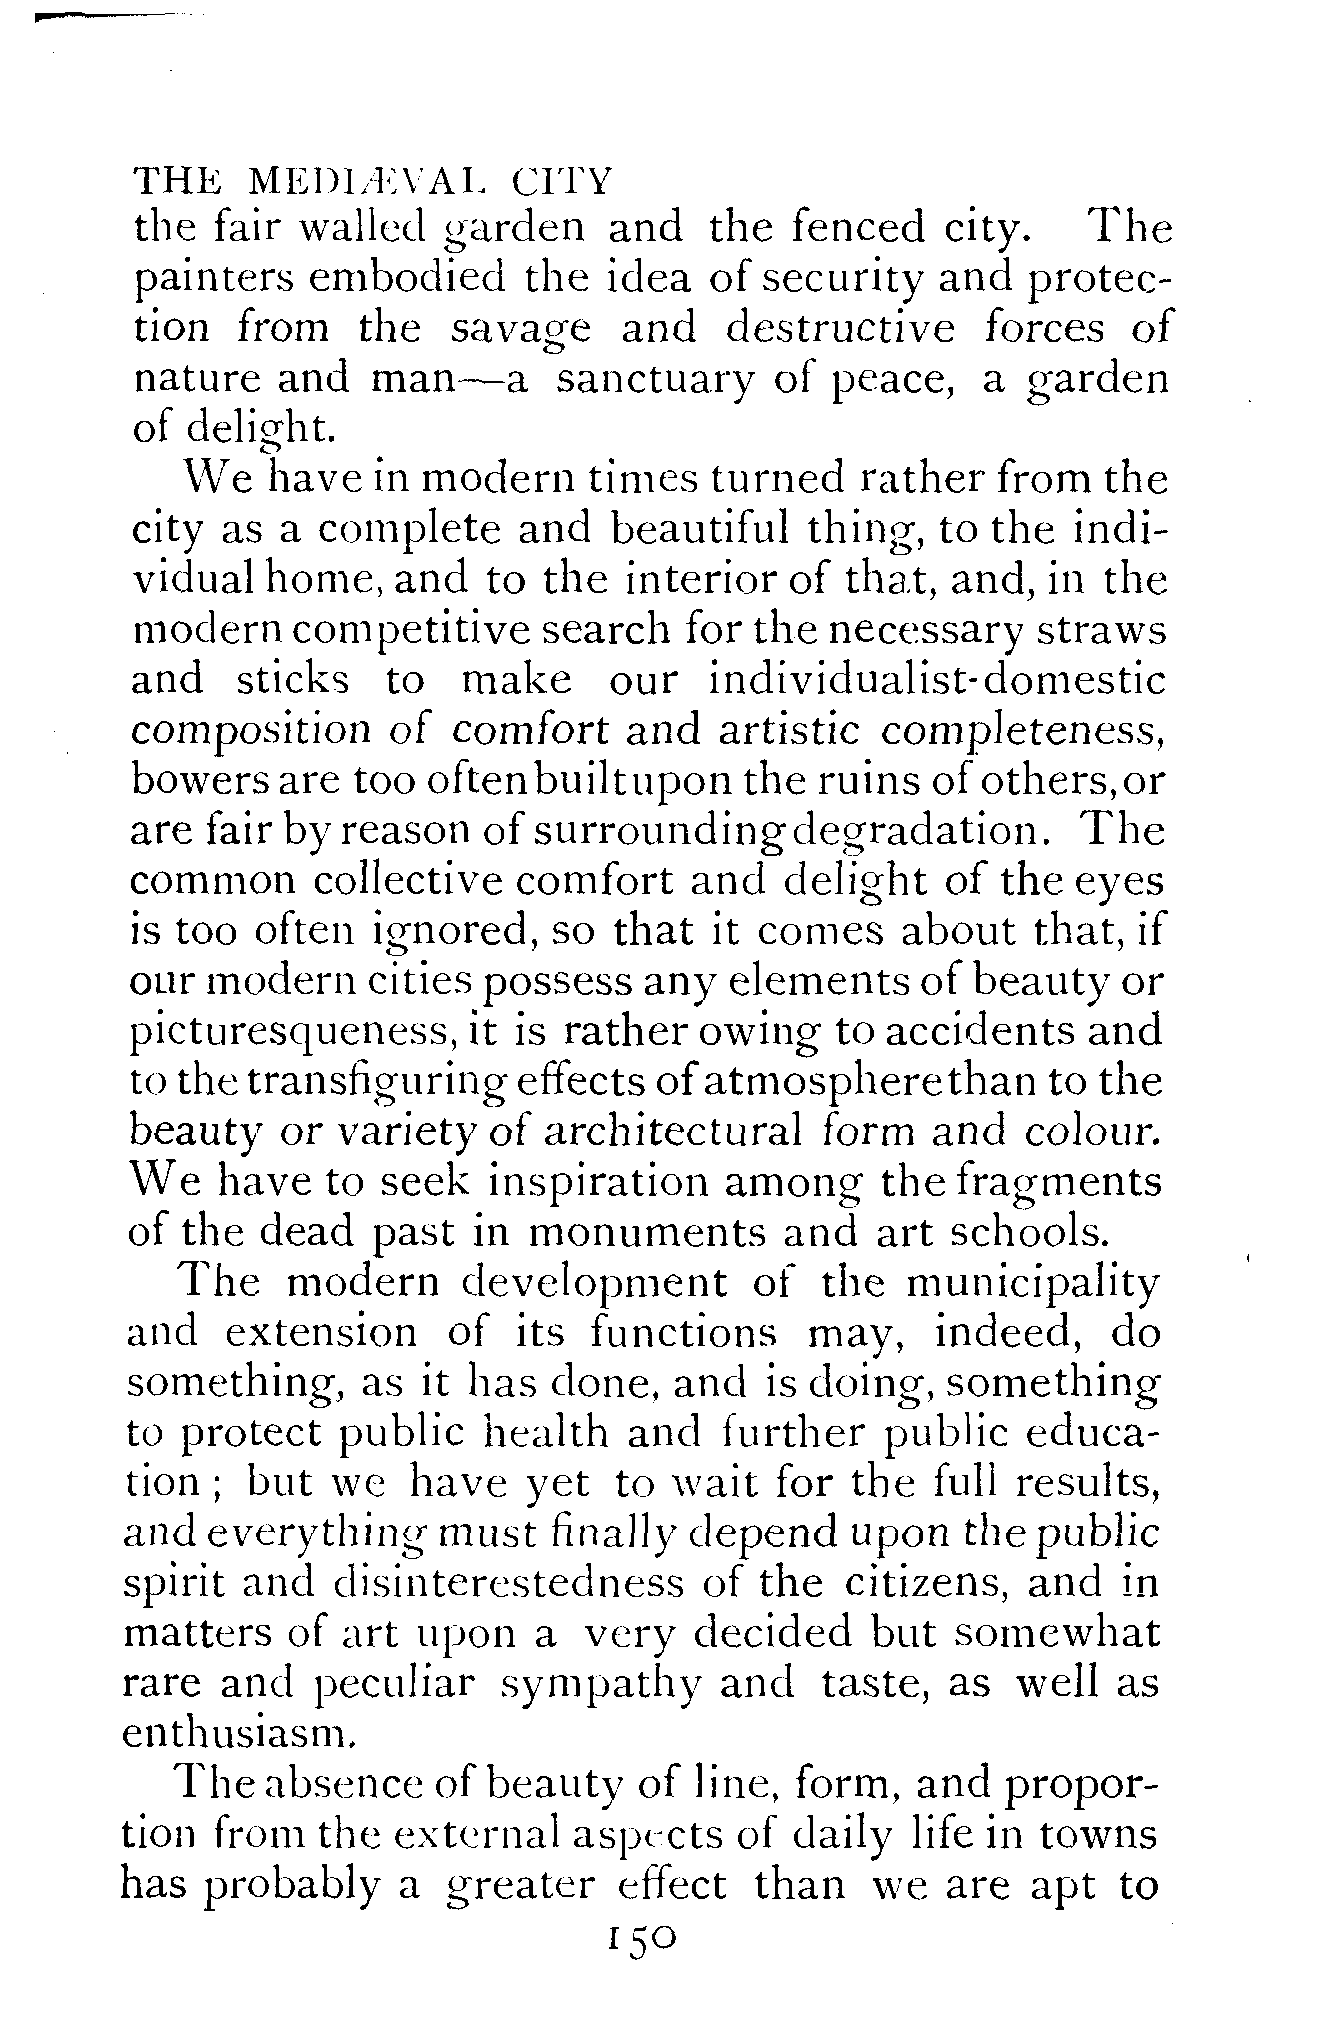 THE MEDIÆVAL CITY
the fair walled garden and the fenced city. The
painters embodied the idea of security and protec-
tion from the savage and destructive forces of
nature and man—a sanctuary of peace, a garden
of delight.
We have in modern times turned rather from the
city as a complete and beautiful thing, to the indi-
vidual home, and to the interior of that, and, in the
modern competitive search for the necessary straws
and sticks to make our individualist-domestic
composition of comfort and artistic completeness,
bowers are too often built upon the ruins of others, or
are fair by reason of surrounding degradation. The
common collective comfort and delight of the eyes
is too often ignored, so that it comes about that, if
our modern cities possess any elements of beauty or
picturesqueness, it is rather owing to accidents and
to the transfiguring effects of atmosphere than to the
beauty or variety of architectural form and colour.
We have to seek inspiration among the fragments
of the dead past in monuments and art schools.
The modern development of the municipality
and extension of its functions may, indeed, do
something, as it has done, and is doing, something
to protect public health and further public educa-
tion ; but we have yet to wait for the full results,
and everything must finally depend upon the public
spirit and disinterestedness of the citizens, and in
matters of art upon a very decided but somewhat
rare and peculiar sympathy and taste, as well as
enthusiasm.
The absence of beauty of line, form, and propor-
tion from the external aspects of daily life in towns
has probably a greater effect than we are apt to
150